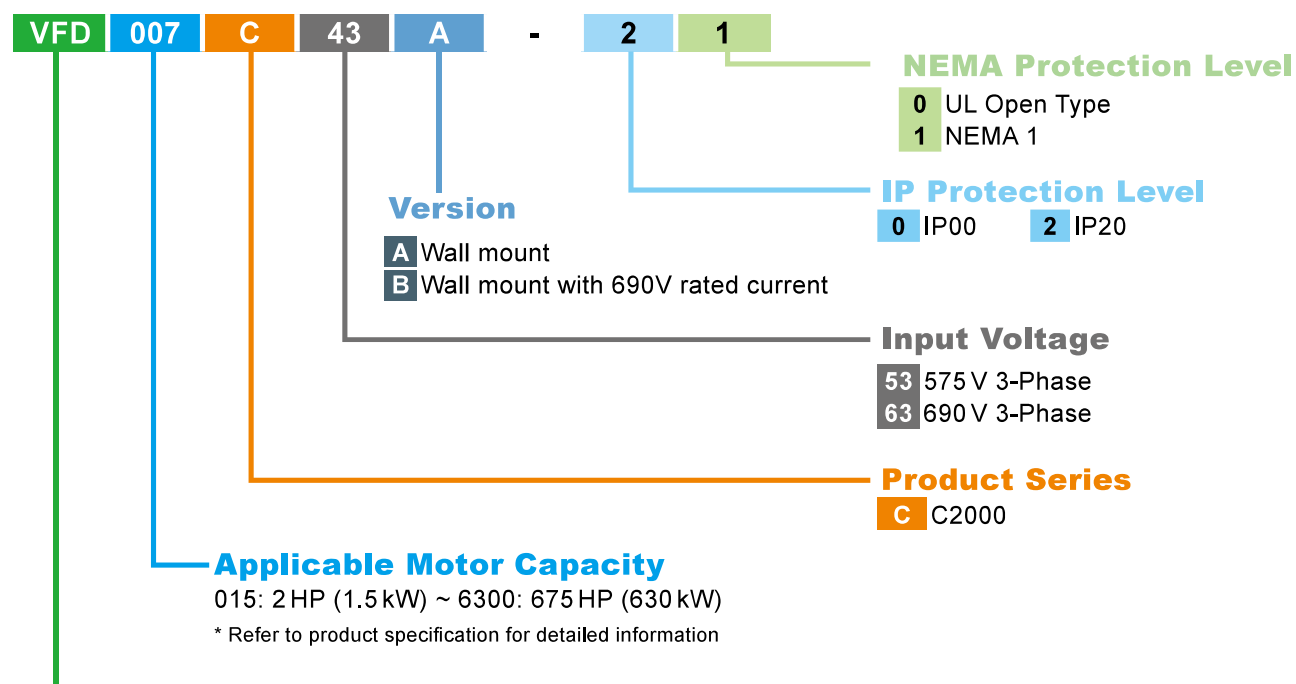 VFD 007 C 43 A - 2 1
NEMA Protection Level
0 UL Open Type
1 NEMA 1
IP Protection Level
0 IP00 2 IP20
Version
A Wall mount
B Wall mount with 690V rated current
Input Voltage
53 575 V 3-Phase
63 690 V 3-Phase
Product Series
C C2000
Applicable Motor Capacity
015: 2 HP (1.5 kW) ~ 6300: 675 HP (630 kW)
* Refer to product specification for detailed information